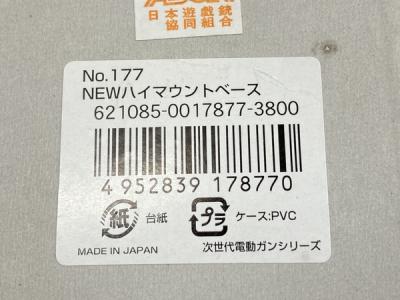 日本遊戯銃
協同組合
No.177
NEWハイマウントベース
621085-0017877-3800
4 952839 178770
紙 台紙 プラ ケース:PVC
MADE IN JAPAN 次世代電動ガンシリーズ